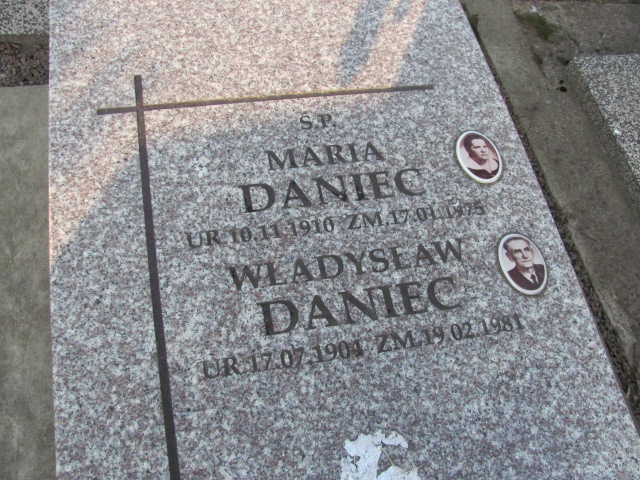 S.P.
MARIA
DANIEC
UR.10.11.1910 ZM.17.01.1975
WŁADYSŁAW
DANIEC
UR.17.07.1904 ZM.19.02.1981